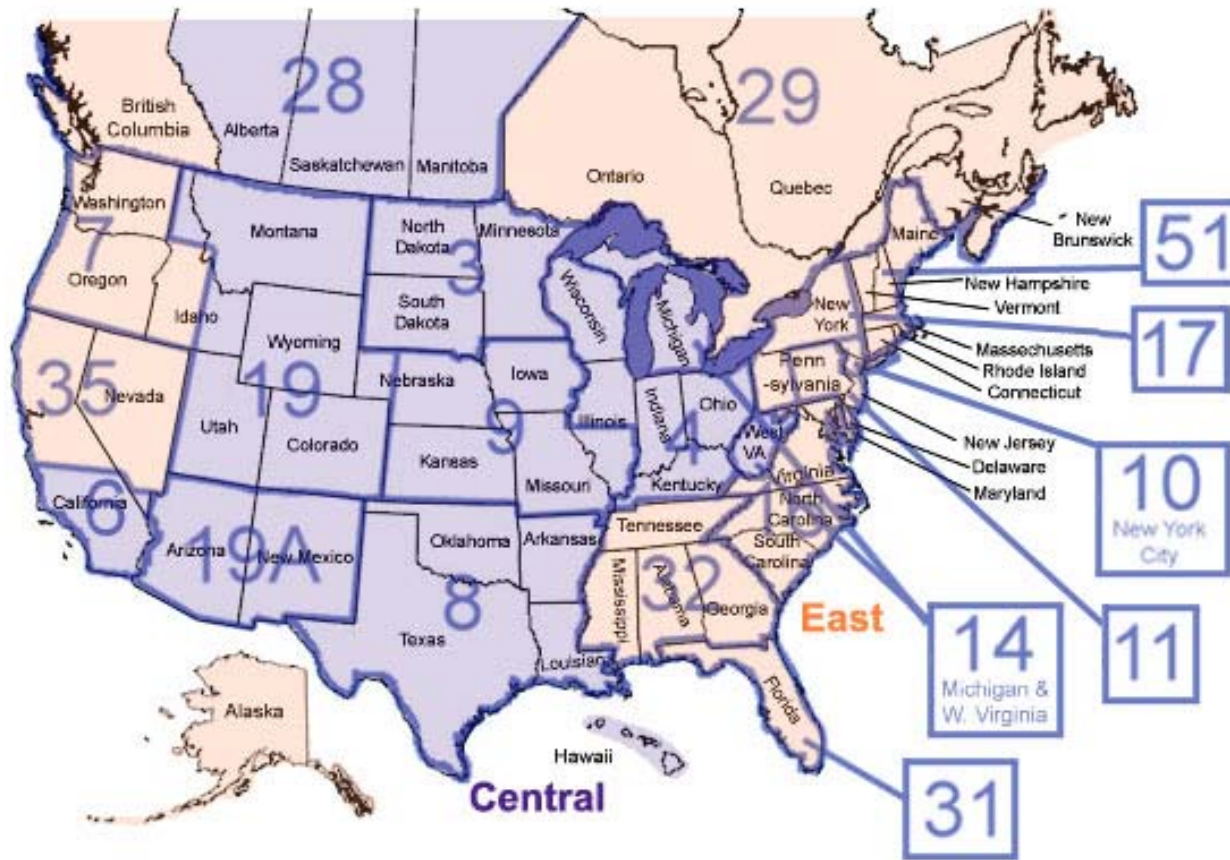 28
29
British
Columbia
Alberta
Saskatchewan
Manitoba
Ontario
Quebec
Washington
7
Montana
North
Dakota
3
Minnesota
Maine
New
Brunswick
51
Oregon
Idaho
South
Dakota
Wisconsin
Michigan
New
York
New Hampshire
Vermont
17
Wyoming
Massechusetts
Rhode Island
Connecticut
35
Nevada
19
Nebraska
Iowa
Penn
-sylvania
Utah
Colorado
9
Illinois
Indiana
4
Ohio
West
VA
New Jersey
Delaware
Maryland
Kansas
Missouri
Kentucky
Virginia
10
New York
City
California
6
Arizona
19A
New Mexico
Oklahoma
Arkansas
Tennessee
North
Carolina
South
Carolina
8
Texas
Mississippi
32
Alabama
Georgia
East
Louisian
14
Michigan &
W. Virginia
11
Alaska
Florida
Hawaii
Central
31